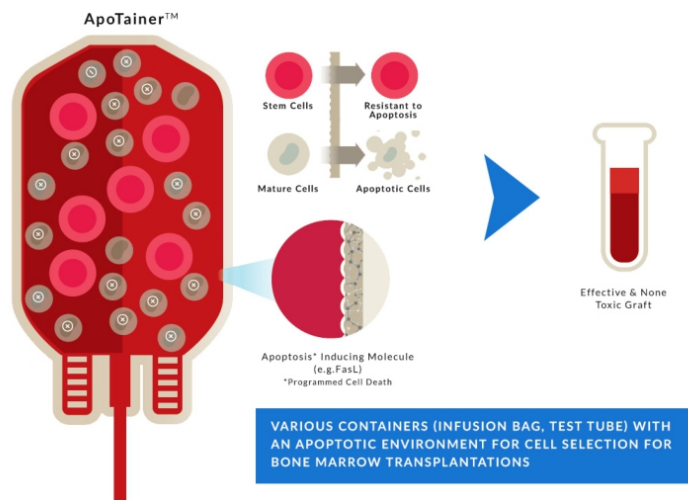 ApoTainer™
Stem Cells
Resistant to
Apoptosis
Mature Cells
Apoptotic Cells
Apoptosis* Inducing Molecule
(e.g.FasL)
*Programmed Cell Death
Effective & None
Toxic Graft
VARIOUS CONTAINERS (INFUSION BAG, TEST TUBE) WITH
AN APOPTOTIC ENVIRONMENT FOR CELL SELECTION FOR
BONE MARROW TRANSPLANTATIONS